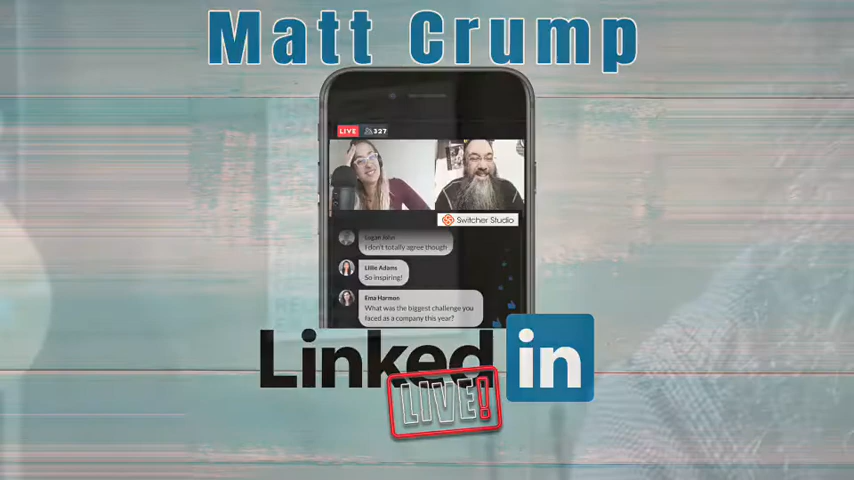 Matt Crump
LIVE 327
Switcher Studio
Logan Silva
I don't totally agree though
Lillie Adams
So inspiring!
Ema Harmon
What was the biggest challenge you
faced as a company this year?
Linked in
LIVE!